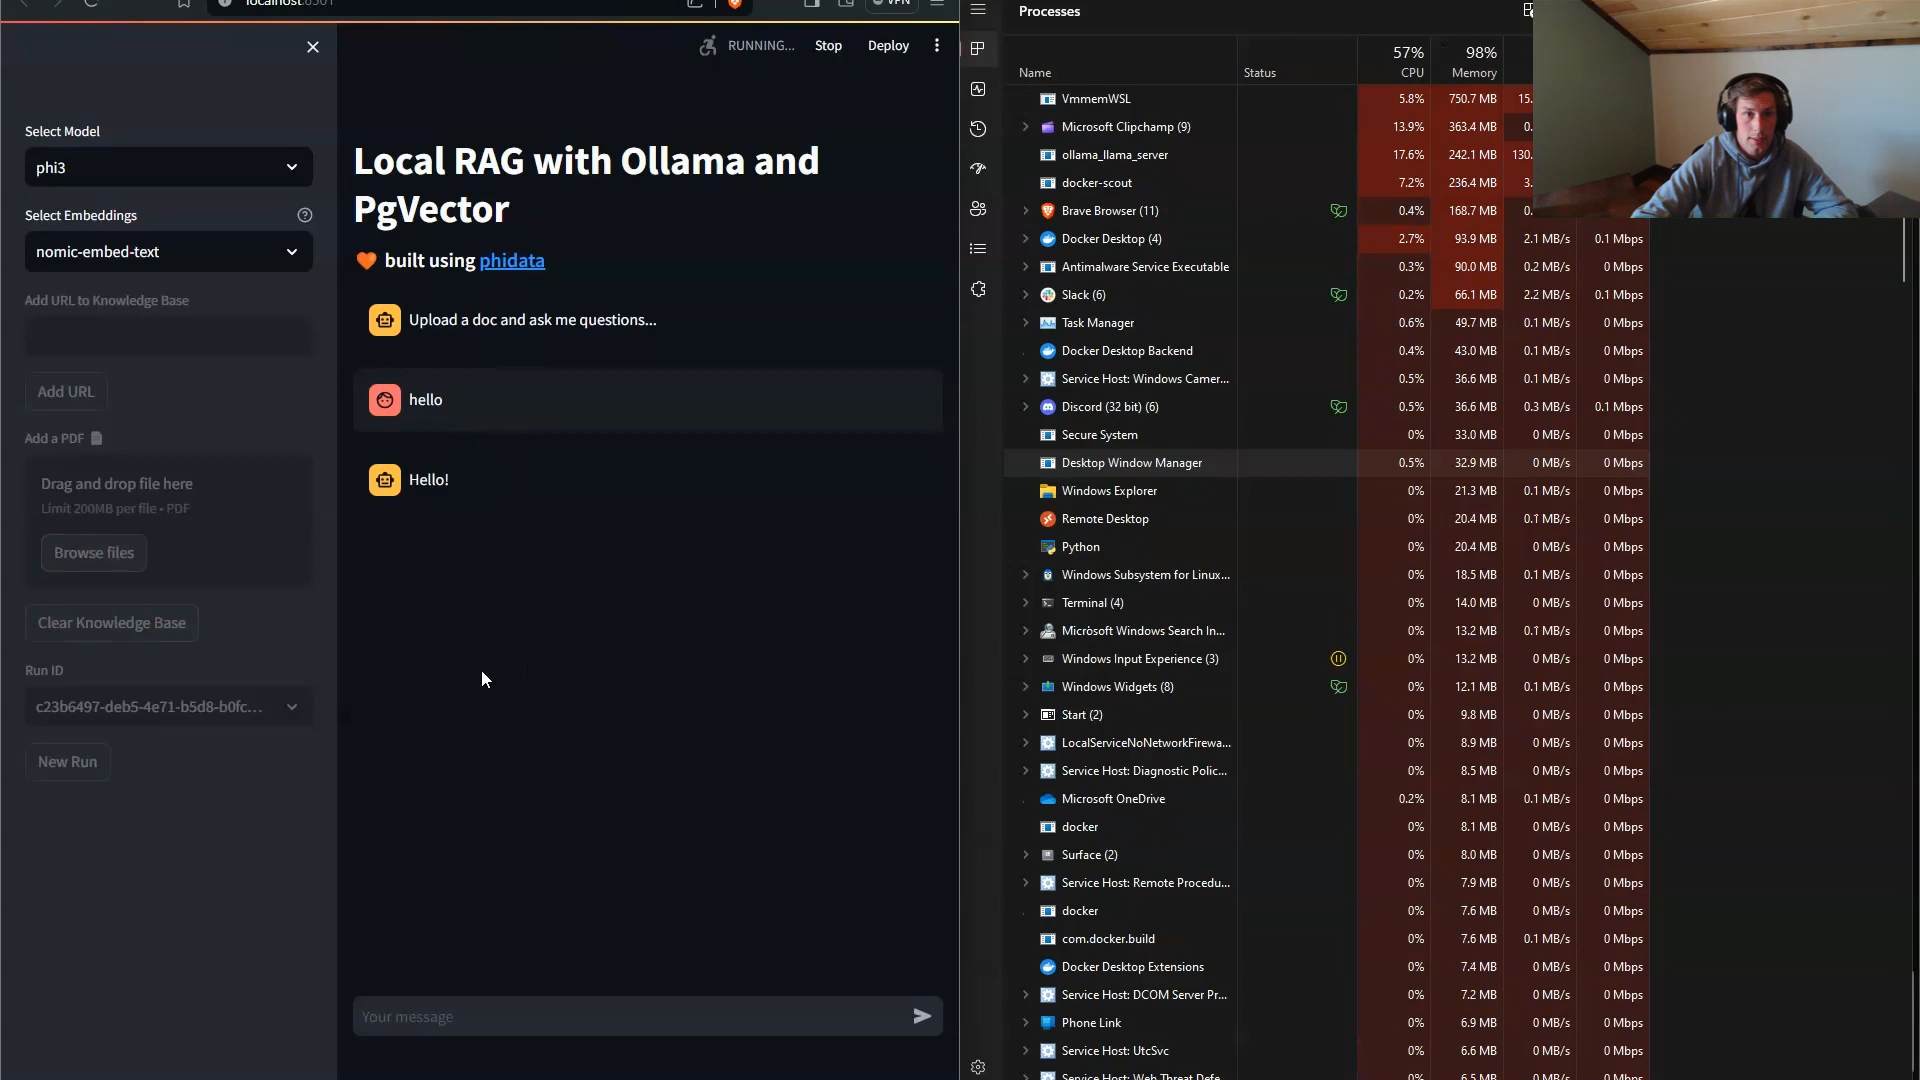 localhost:8501
VPN
RUNNING...
Stop
Deploy
Select Model
phi3
Select Embeddings
nomic-embed-text
Add URL to Knowledge Base
Add URL
Add a PDF
Drag and drop file here
Limit 200MB per file • PDF
Browse files
Clear Knowledge Base
Run ID
c23b6497-deb5-4e71-b5d8-b0fc...
New Run
Local RAG with Ollama and
PgVector
built using phidata
Upload a doc and ask me questions...
hello
Hello!
Your message
Processes
57% 98%
Name Status CPU Memory
VmmemWSL 5.8% 750.7 MB 15.
Microsoft Clipchamp (9) 13.9% 363.4 MB 0.
ollama_llama_server 17.6% 242.1 MB 130.
docker-scout 7.2% 236.4 MB 3.
Brave Browser (11) 0.4% 168.7 MB 0.
Docker Desktop (4) 2.7% 93.9 MB 2.1 MB/s 0.1 Mbps
Antimalware Service Executable 0.3% 90.0 MB 0.2 MB/s 0 Mbps
Slack (6) 0.2% 66.1 MB 2.2 MB/s 0.1 Mbps
Task Manager 0.6% 49.7 MB 0.1 MB/s 0 Mbps
Docker Desktop Backend 0.4% 43.0 MB 0.1 MB/s 0 Mbps
Service Host: Windows Camer... 0.5% 36.6 MB 0.1 MB/s 0 Mbps
Discord (32 bit) (6) 0.5% 36.6 MB 0.3 MB/s 0.1 Mbps
Secure System 0% 33.0 MB 0 MB/s 0 Mbps
Desktop Window Manager 0.5% 32.9 MB 0 MB/s 0 Mbps
Windows Explorer 0% 21.3 MB 0.1 MB/s 0 Mbps
Remote Desktop 0% 20.4 MB 0.1 MB/s 0 Mbps
Python 0% 20.4 MB 0 MB/s 0 Mbps
Windows Subsystem for Linux... 0% 18.5 MB 0.1 MB/s 0 Mbps
Terminal (4) 0% 14.0 MB 0 MB/s 0 Mbps
Microsoft Windows Search In... 0% 13.2 MB 0.1 MB/s 0 Mbps
Windows Input Experience (3) 0% 13.2 MB 0 MB/s 0 Mbps
Windows Widgets (8) 0% 12.1 MB 0.1 MB/s 0 Mbps
Start (2) 0% 9.8 MB 0 MB/s 0 Mbps
LocalServiceNoNetworkFirewa... 0% 8.9 MB 0 MB/s 0 Mbps
Service Host: Diagnostic Polic... 0% 8.5 MB 0 MB/s 0 Mbps
Microsoft OneDrive 0.2% 8.1 MB 0.1 MB/s 0 Mbps
docker 0% 8.1 MB 0 MB/s 0 Mbps
Surface (2) 0% 8.0 MB 0 MB/s 0 Mbps
Service Host: Remote Procedu... 0% 7.9 MB 0 MB/s 0 Mbps
docker 0% 7.6 MB 0 MB/s 0 Mbps
com.docker.build 0% 7.6 MB 0.1 MB/s 0 Mbps
Docker Desktop Extensions 0% 7.4 MB 0 MB/s 0 Mbps
Service Host: DCOM Server Pr... 0% 7.2 MB 0 MB/s 0 Mbps
Phone Link 0% 6.9 MB 0 MB/s 0 Mbps
Service Host: UtcSvc 0% 6.6 MB 0 MB/s 0 Mbps
Service Host: Web Threat Defe... 0% 6.5 MB 0 MB/s 0 Mbps